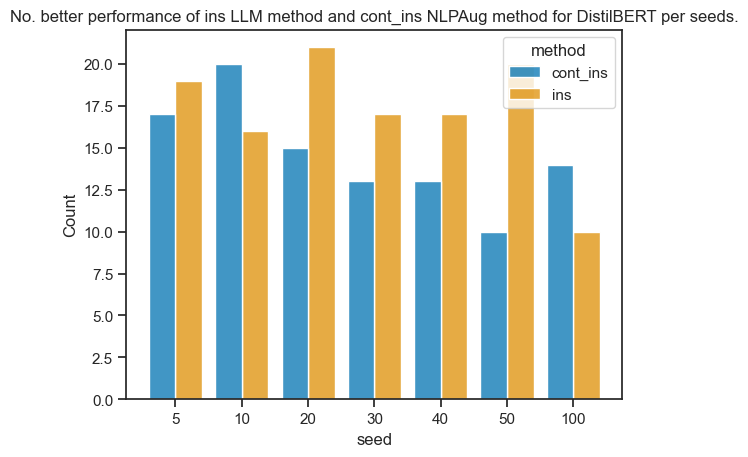 No. better performance of ins LLM method and cont_ins NLPAug method for DistilBERT per seeds.
method
cont_ins
ins
20.0
17.5
15.0
12.5
10.0
7.5
5.0
2.5
0.0
Count
5 10 20 30 40 50 100
seed